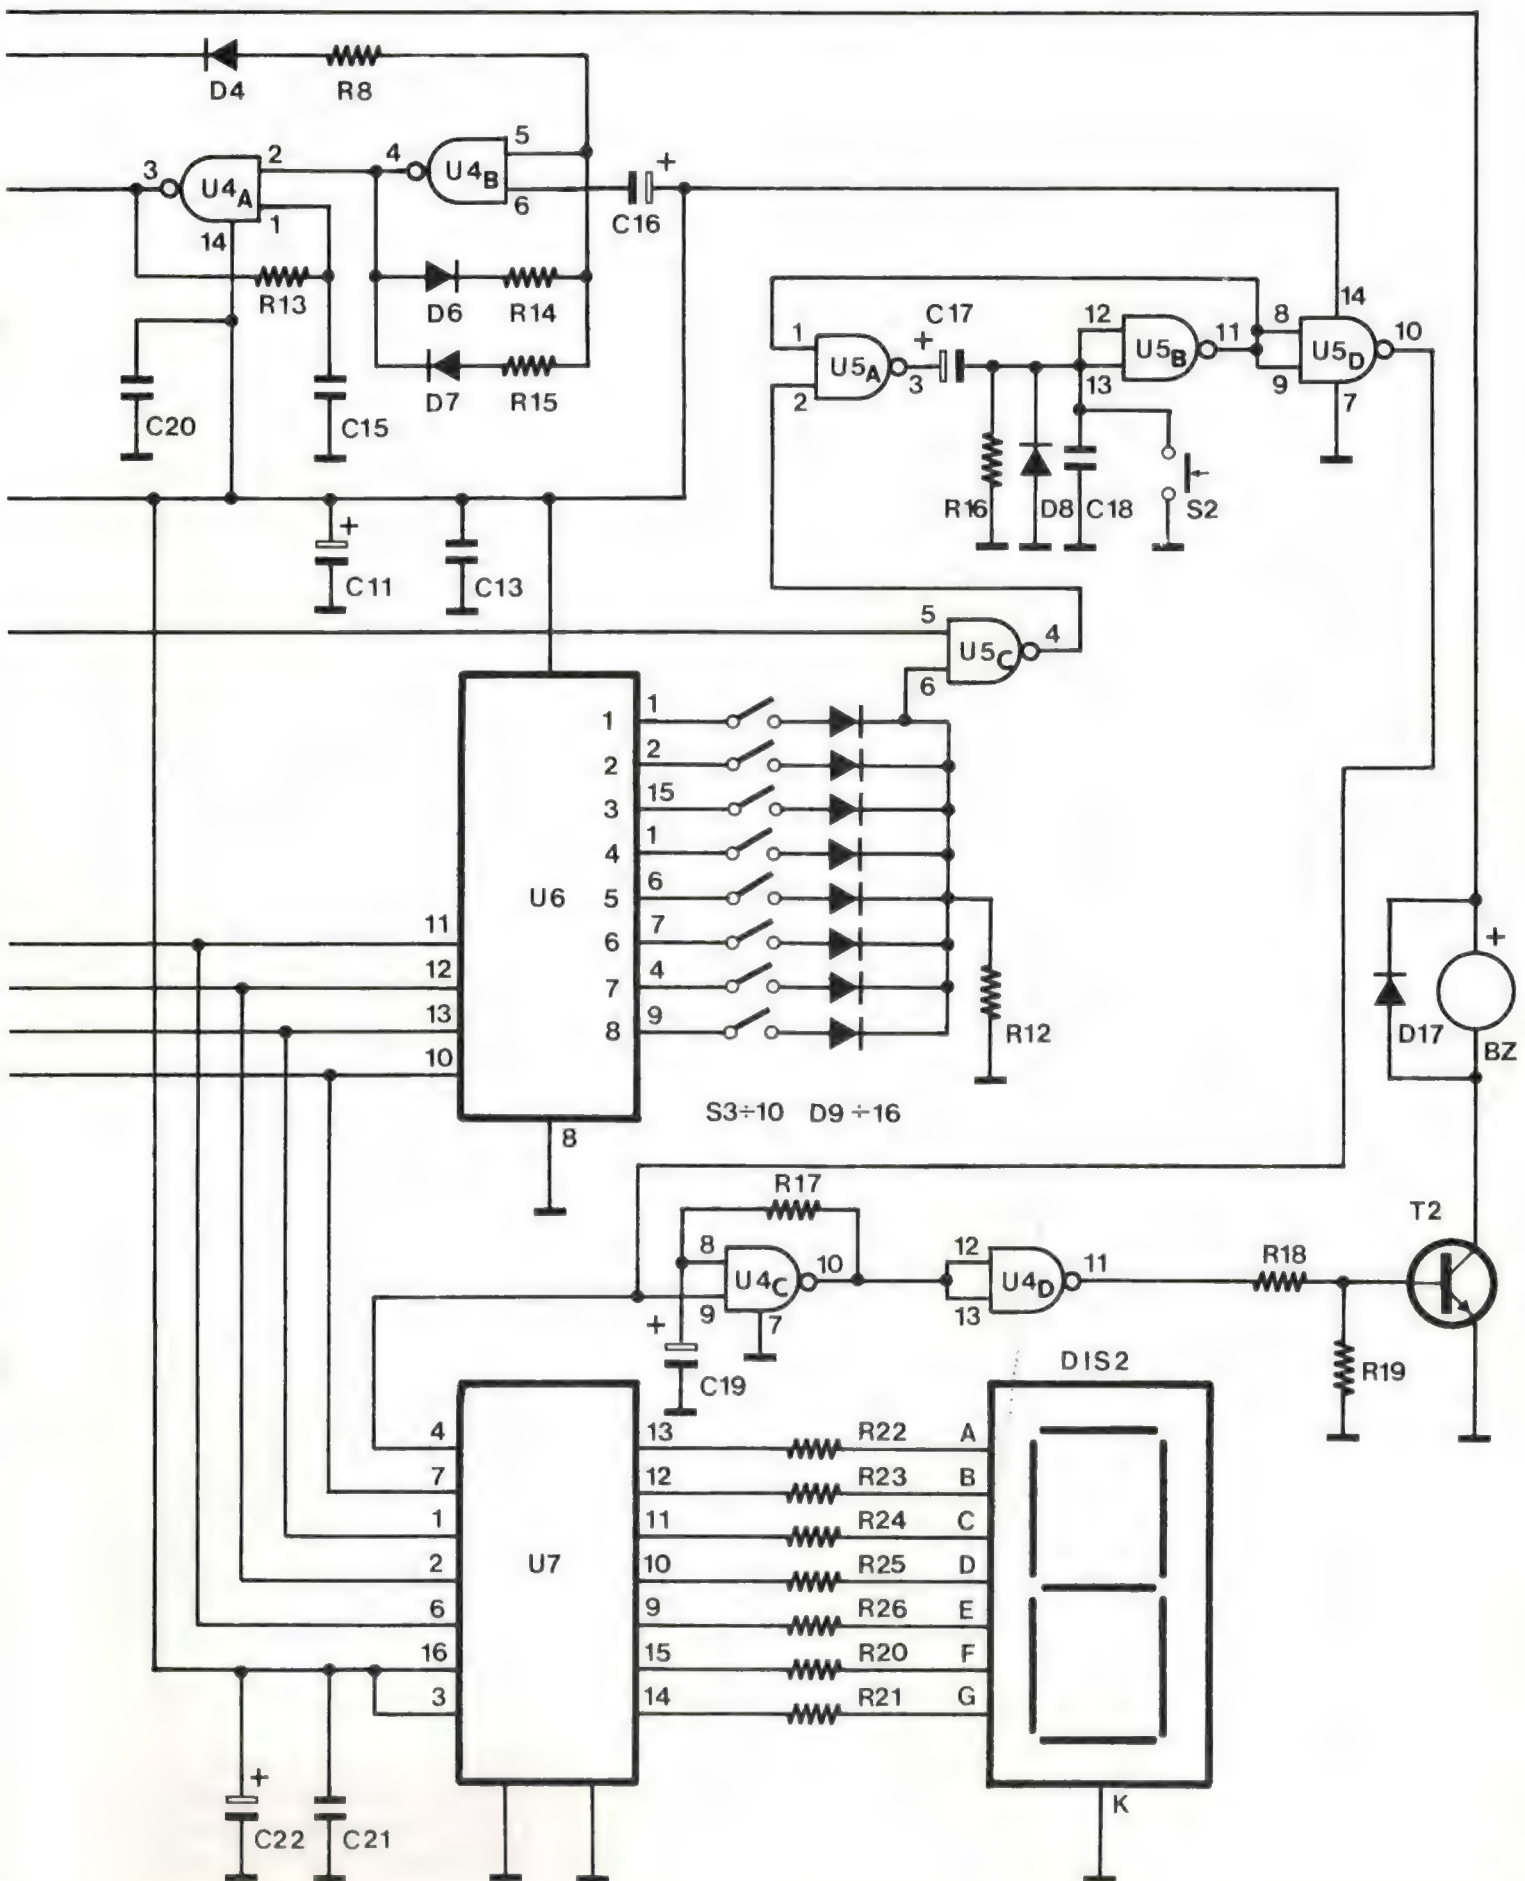 D4 R8
3 U4A 2 1 14
4 U4B 5 6
+ C16
R13
D6 R14
D7 R15
C20 C15
+ C11 C13
1 2 U5A 3
+ C17
12 13 U5B 11
8 9 U5D 14 10 7
R16 D8 C18 S2
5 6 U5C 4
U6
1 1
2 2
3 15
4 1
5 6
6 7
7 4
8 9
11
12
13
10
8
R12
S3÷10 D9÷16
D17 + BZ
R17
8 9 U4C 10 7
12 13 U4D 11
R18 T2
R19
+ C19
DIS2
U7
4 13 R22 A
7 12 R23 B
1 11 R24 C
2 10 R25 D
6 9 R26 E
16 15 R20 F
3 14 R21 G
+ C22 C21
K